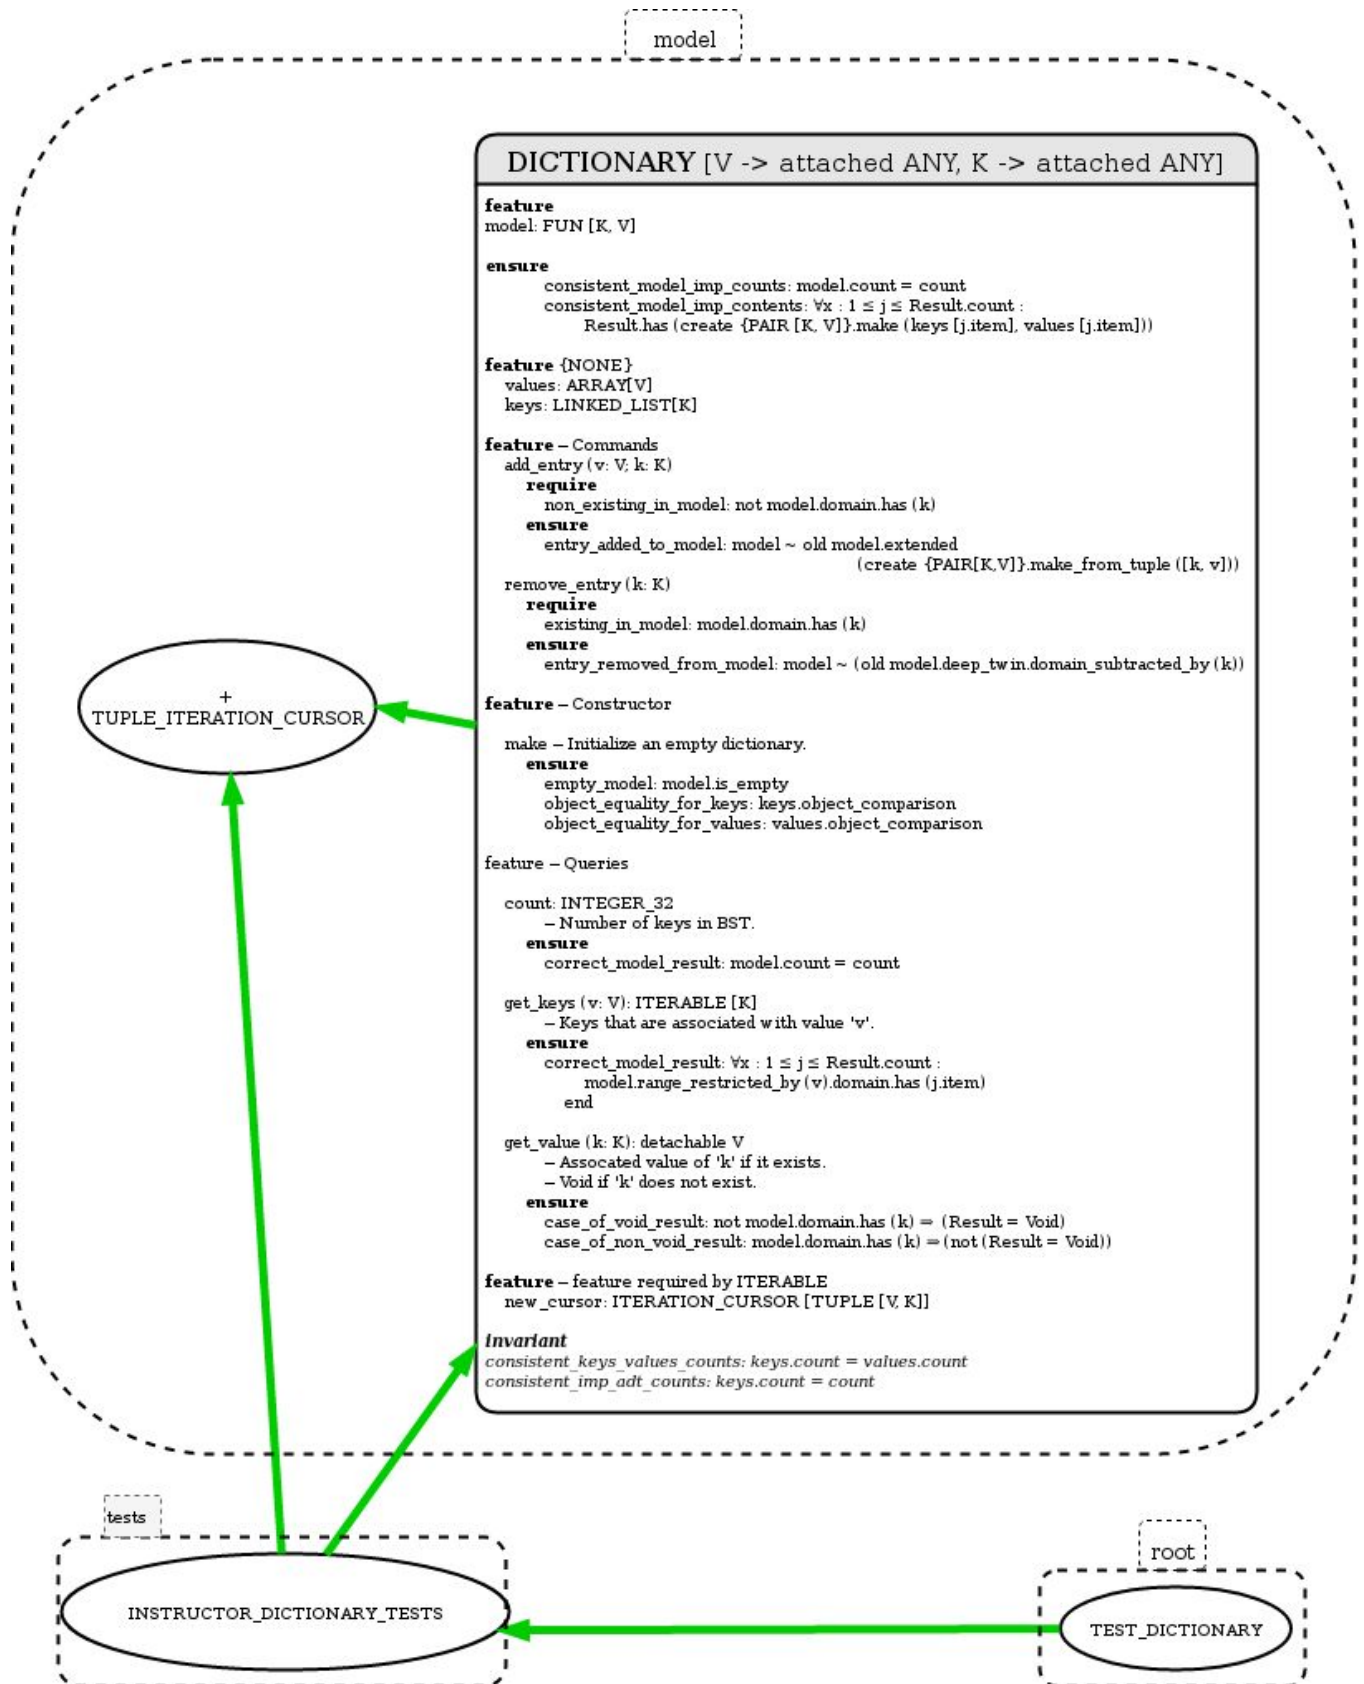 model
DICTIONARY [V -> attached ANY, K -> attached ANY]
feature
model: FUN [K, V]
ensure
consistent_model_imp_counts: model.count = count
consistent_model_imp_contents: ∀x : 1 ≤ j ≤ Result.count :
Result.has (create {PAIR [K, V]}.make (keys [j.item], values [j.item]))
feature {NONE}
values: ARRAY[V]
keys: LINKED_LIST[K]
feature – Commands
add_entry (v: V; k: K)
require
non_existing_in_model: not model.domain.has (k)
ensure
entry_added_to_model: model ~ old model.extended
(create {PAIR[K,V]}.make_from_tuple ([k, v]))
remove_entry (k: K)
require
existing_in_model: model.domain.has (k)
ensure
entry_removed_from_model: model ~ (old model.deep_twin.domain_subtracted_by (k))
feature – Constructor
make – Initialize an empty dictionary.
ensure
empty_model: model.is_empty
object_equality_for_keys: keys.object_comparison
object_equality_for_values: values.object_comparison
feature – Queries
count: INTEGER_32
– Number of keys in BST.
ensure
correct_model_result: model.count = count
get_keys (v: V): ITERABLE [K]
– Keys that are associated with value 'v'.
ensure
correct_model_result: ∀x : 1 ≤ j ≤ Result.count :
model.range_restricted_by (v).domain.has (j.item)
end
get_value (k: K): detachable V
– Assocated value of 'k' if it exists.
– Void if 'k' does not exist.
ensure
case_of_void_result: not model.domain.has (k) ⇒ (Result = Void)
case_of_non_void_result: model.domain.has (k) ⇒ (not (Result = Void))
feature – feature required by ITERABLE
new_cursor: ITERATION_CURSOR [TUPLE [V, K]]
invariant
consistent_keys_values_counts: keys.count = values.count
consistent_imp_adt_counts: keys.count = count
+
TUPLE_ITERATION_CURSOR
tests
INSTRUCTOR_DICTIONARY_TESTS
root
TEST_DICTIONARY